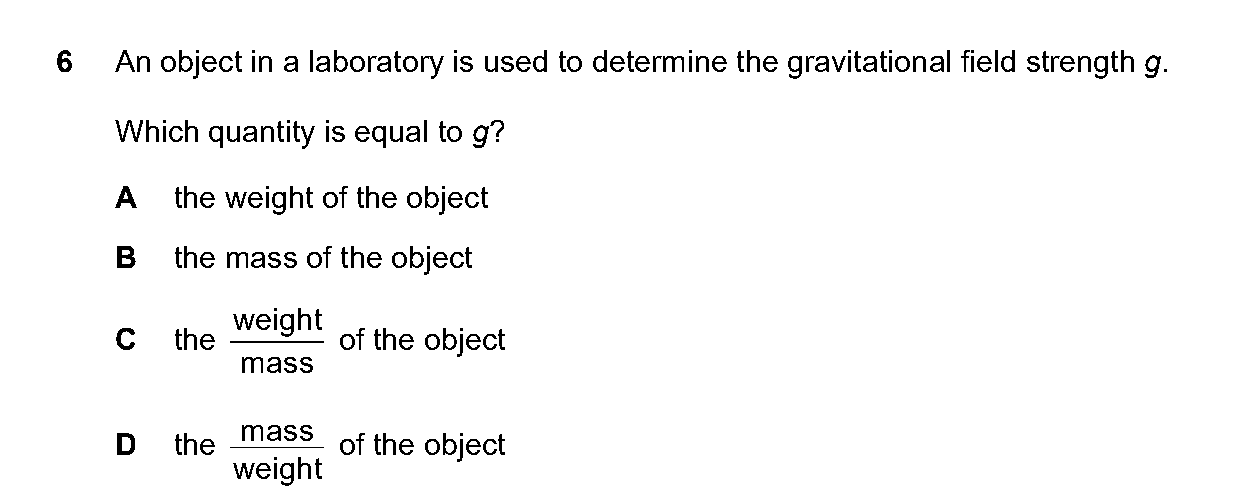 6 An object in a laboratory is used to determine the gravitational field strength g.
Which quantity is equal to g?
A the weight of the object
B the mass of the object
C the weight/mass of the object
D the mass/weight of the object